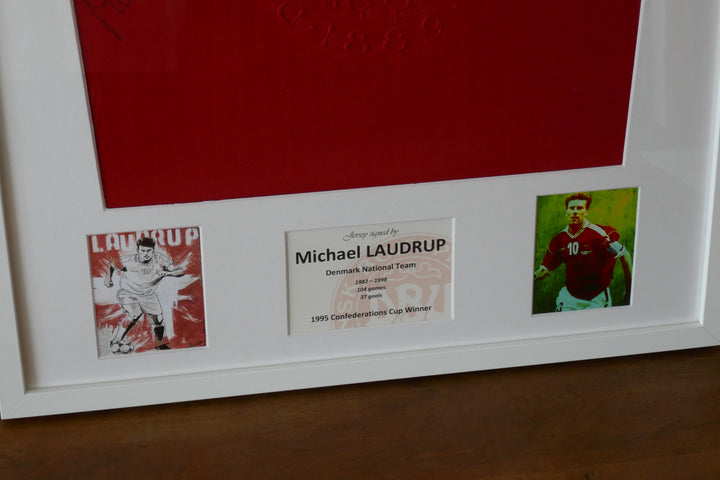 1889
LAUDRUP
Jersey signed by
Michael LAUDRUP
Denmark National Team
1982 – 1998
104 games
37 goals
1995 Confederations Cup Winner
10